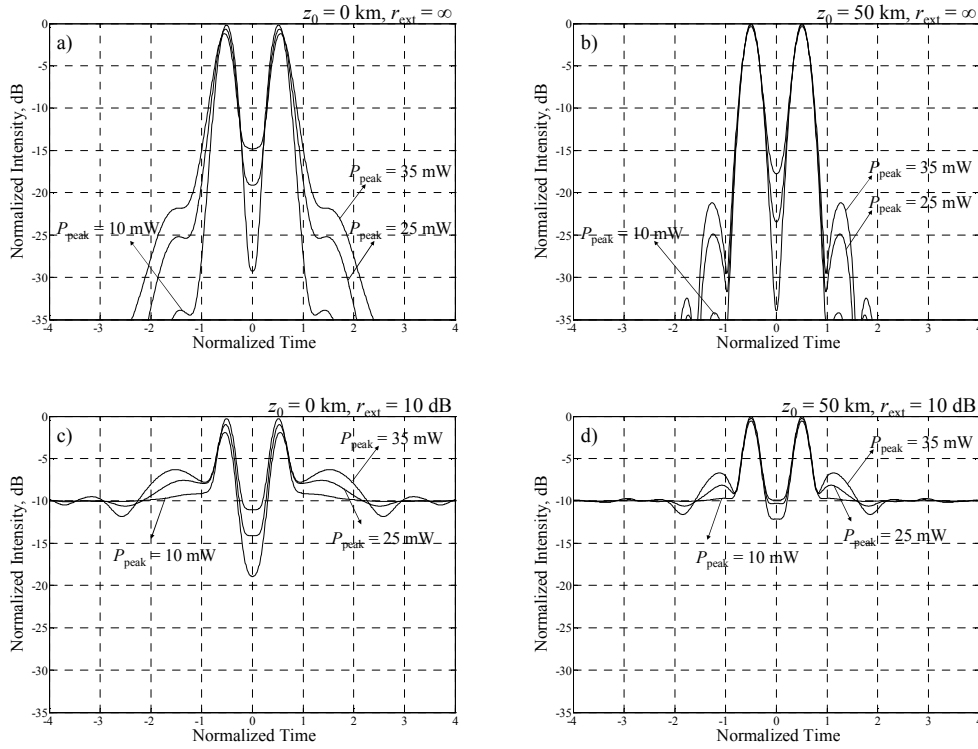 z0 = 0 km, rext = ∞
a)
0
-5
-10
-15
-20
-25
-30
-35
Normalized Intensity, dB
Ppeak = 35 mW
Ppeak = 10 mW
Ppeak = 25 mW
-4 -3 -2 -1 0 1 2 3 4
Normalized Time
z0 = 50 km, rext = ∞
b)
0
-5
-10
-15
-20
-25
-30
-35
Normalized Intensity, dB
Ppeak = 35 mW
Ppeak = 25 mW
Ppeak = 10 mW
-4 -3 -2 -1 0 1 2 3 4
Normalized Time
z0 = 0 km, rext = 10 dB
c)
0
-5
-10
-15
-20
-25
-30
-35
Normalized Intensity, dB
Ppeak = 35 mW
Ppeak = 10 mW
Ppeak = 25 mW
-4 -3 -2 -1 0 1 2 3 4
Normalized Time
z0 = 50 km, rext = 10 dB
d)
0
-5
-10
-15
-20
-25
-30
-35
Normalized Intensity, dB
Ppeak = 35 mW
Ppeak = 25 mW
Ppeak = 10 mW
-4 -3 -2 -1 0 1 2 3 4
Normalized Time